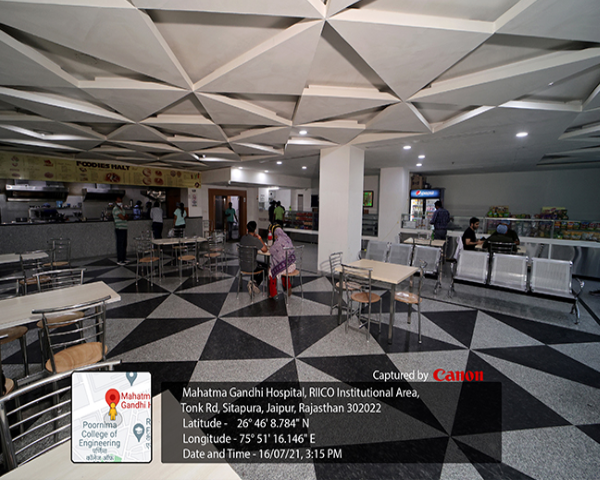 FOODIES HALT
Captured by Canon
Mahatma Gandhi Hospital, RIICO Institutional Area,
Tonk Rd, Sitapura, Jaipur, Rajasthan 302022
Latitude - 26° 46' 8.784" N
Longitude - 75° 51' 16.146" E
Date and Time - 16/07/21, 3:15 PM
Mahatma
Gandhi H
Poornima
College of
Engineering